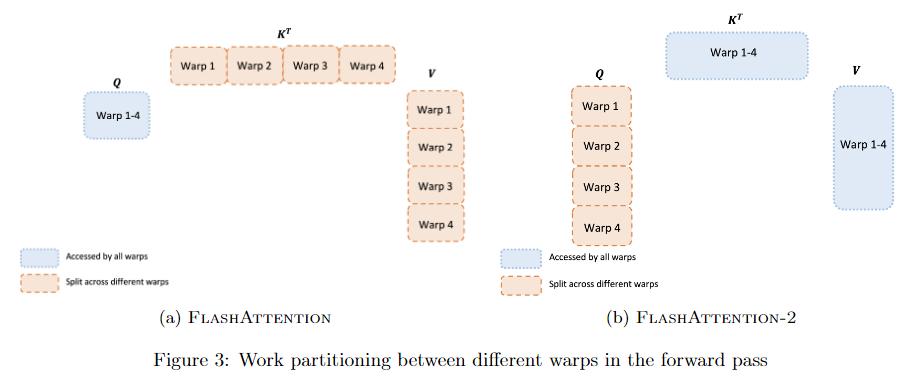 Q
Warp 1-4
Kᵀ
Warp 1
Warp 2
Warp 3
Warp 4
V
Warp 1
Warp 2
Warp 3
Warp 4
Accessed by all warps
Split across different warps
(a) FLASHATTENTION
Q
Warp 1
Warp 2
Warp 3
Warp 4
Kᵀ
Warp 1-4
V
Warp 1-4
Accessed by all warps
Split across different warps
(b) FLASHATTENTION-2
Figure 3: Work partitioning between different warps in the forward pass